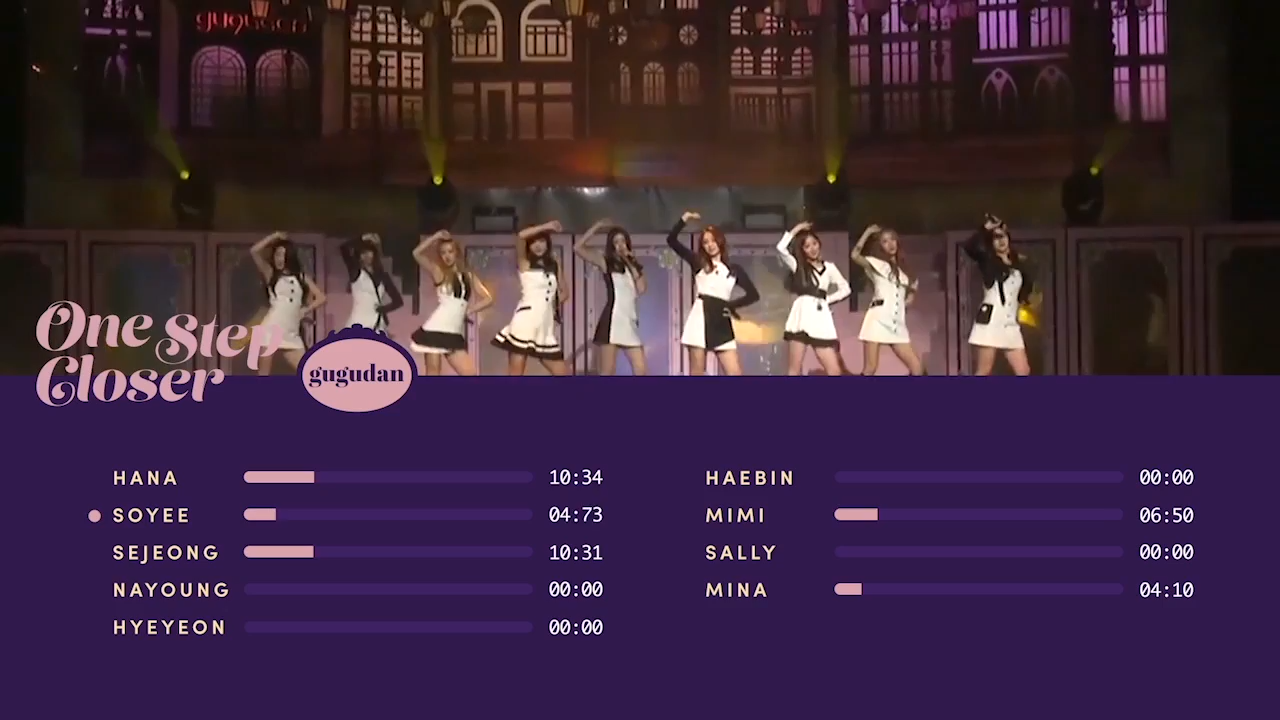 gugudan
One Step
Closer
gugudan
HANA 10:34
SOYEE 04:73
SEJEONG 10:31
NAYOUNG 00:00
HYEYEON 00:00
HAEBIN 00:00
MIMI 06:50
SALLY 00:00
MINA 04:10